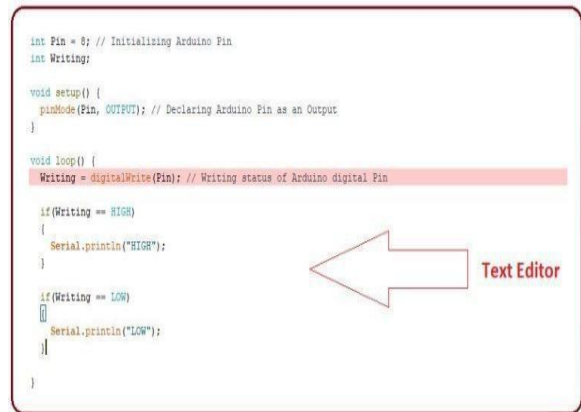 int Pin = 8; // Initializing Arduino Pin
int Writing;
void setup() {
pinMode(Pin, OUTPUT); // Declaring Arduino Pin as an Output
}
void loop() {
Writing = digitalWrite(Pin); // Writing status of Arduino digital Pin
if(Writing == HIGH)
{
Serial.println("HIGH");
}
if(Writing == LOW)
{
Serial.println("LOW");
}
}
Text Editor